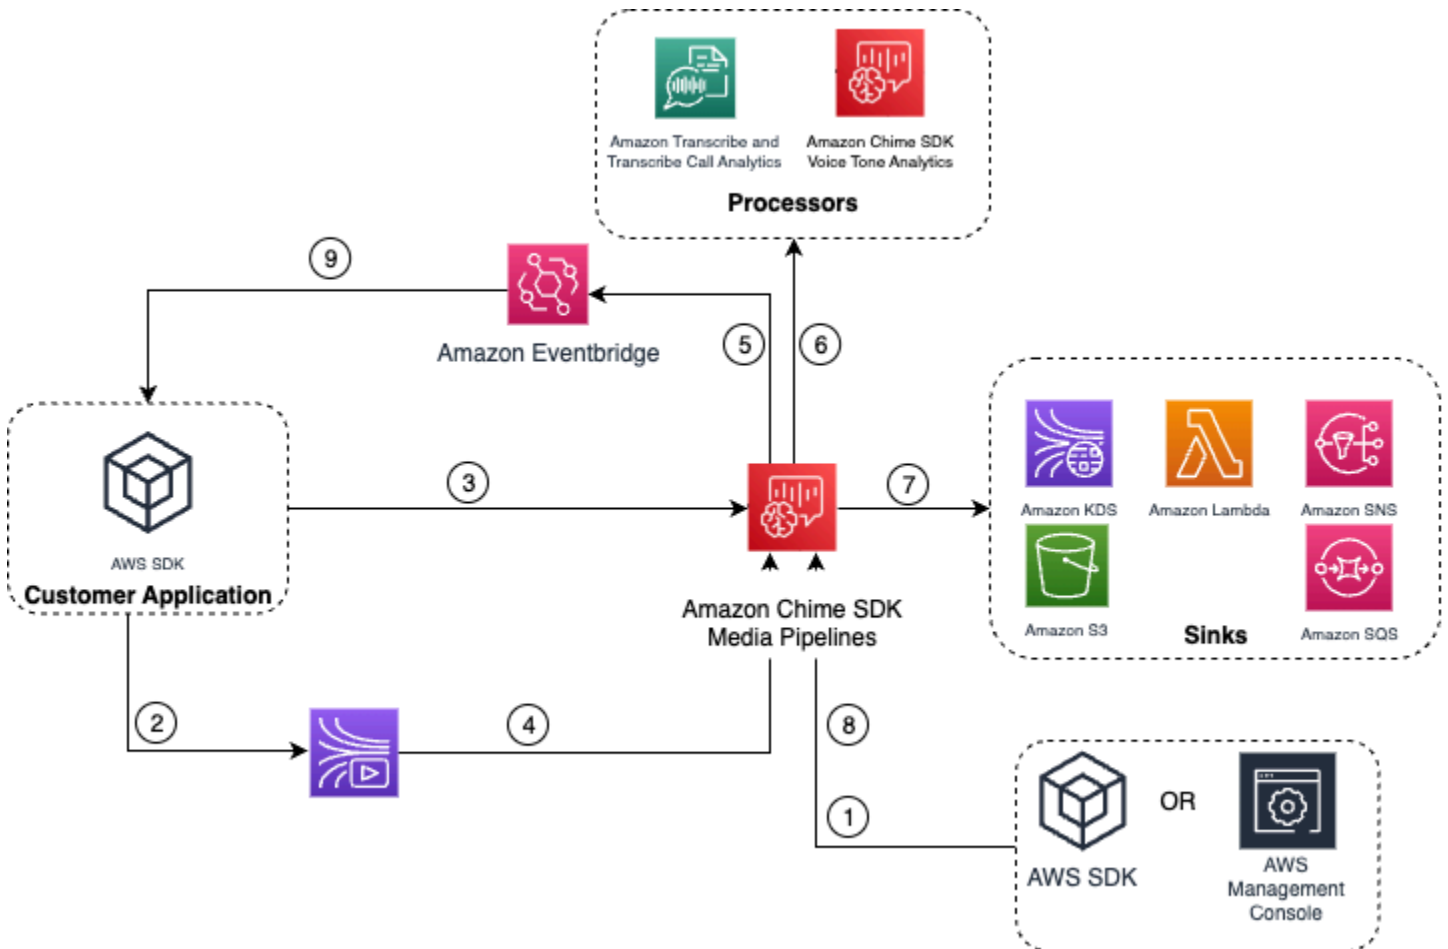 Amazon Transcribe and
Transcribe Call Analytics
Amazon Chime SDK
Voice Tone Analytics
Processors
9
Amazon Eventbridge
5
6
AWS SDK
Customer Application
3
7
Amazon KDS
Amazon Lambda
Amazon SNS
Amazon S3
Sinks
Amazon SQS
Amazon Chime SDK
Media Pipelines
2
4
8
1
AWS SDK
OR
AWS
Management
Console